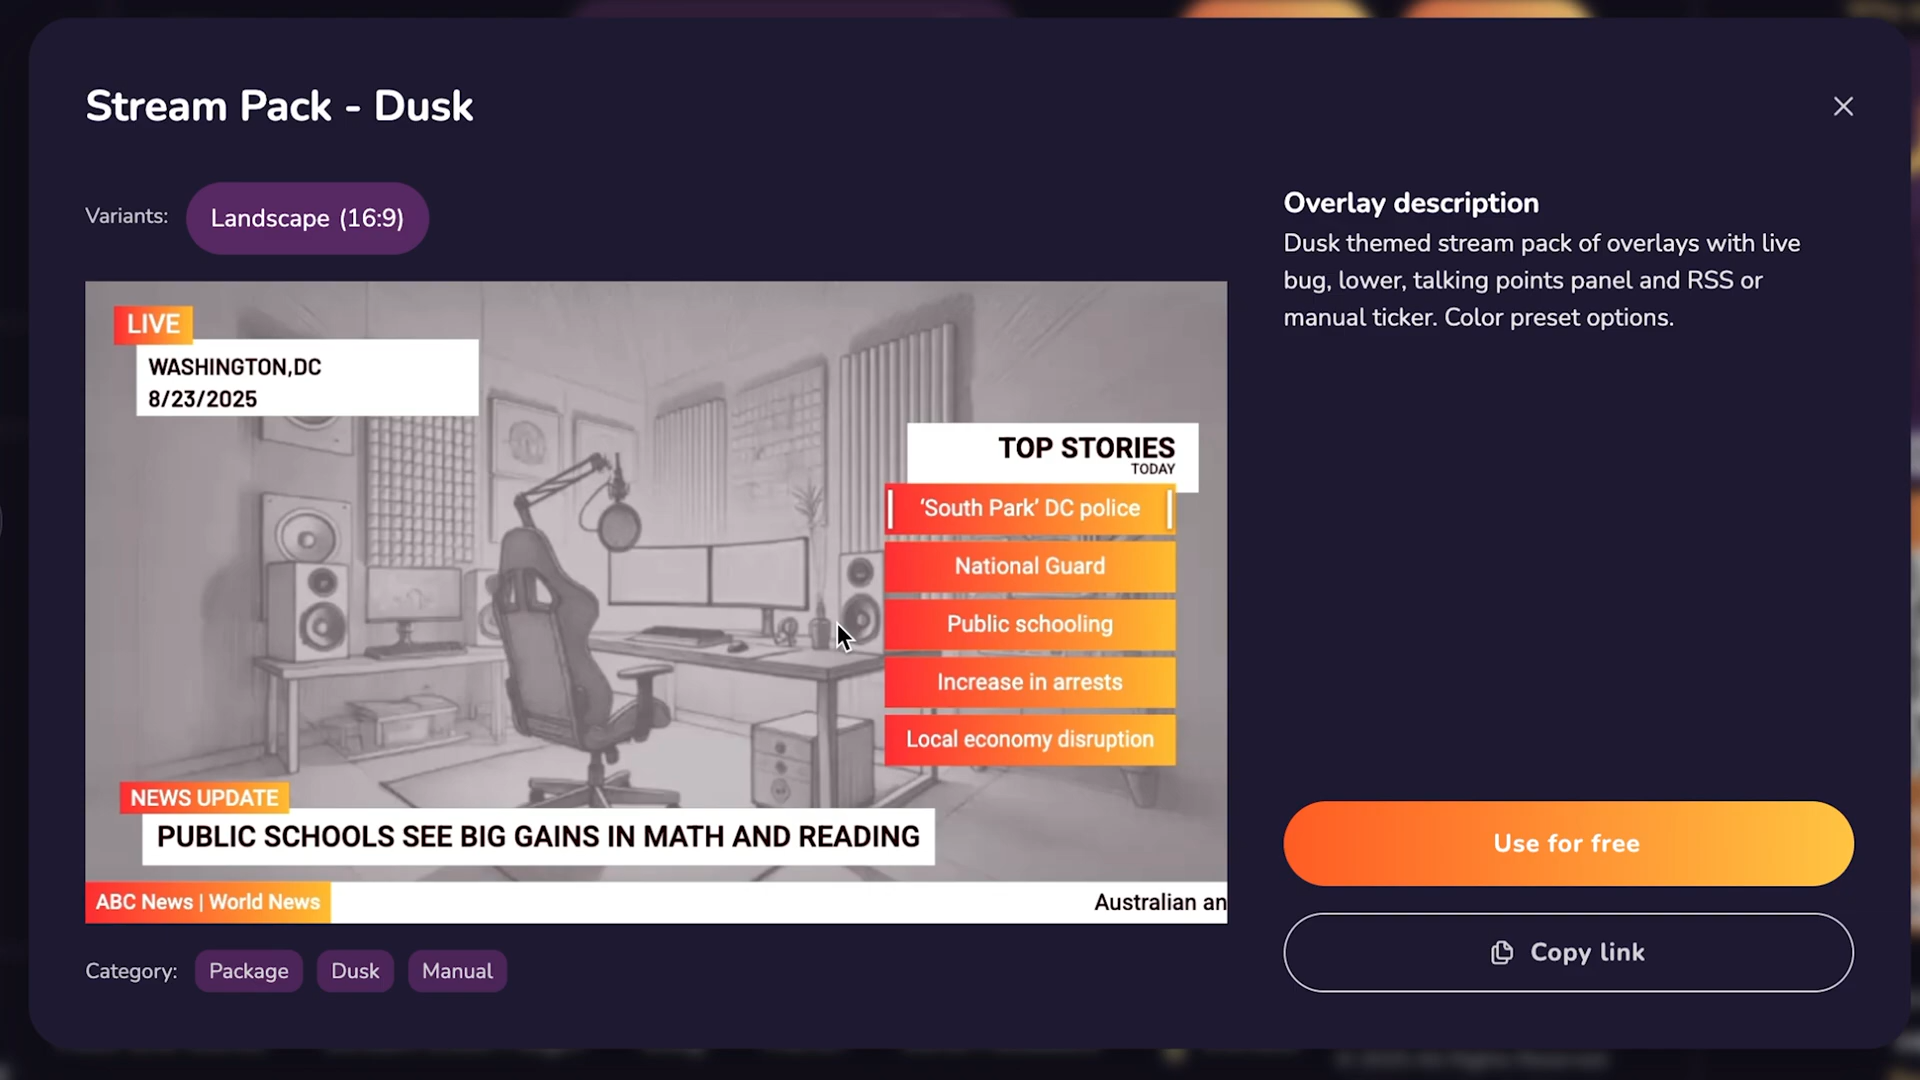 Stream Pack - Dusk
Variants:
Landscape (16:9)
LIVE
WASHINGTON,DC
8/23/2025
TOP STORIES
TODAY
‘South Park’ DC police
National Guard
Public schooling
Increase in arrests
Local economy disruption
NEWS UPDATE
PUBLIC SCHOOLS SEE BIG GAINS IN MATH AND READING
ABC News | World News
Australian an
Category:
Package
Dusk
Manual
Overlay description
Dusk themed stream pack of overlays with live
bug, lower, talking points panel and RSS or
manual ticker. Color preset options.
Use for free
Copy link